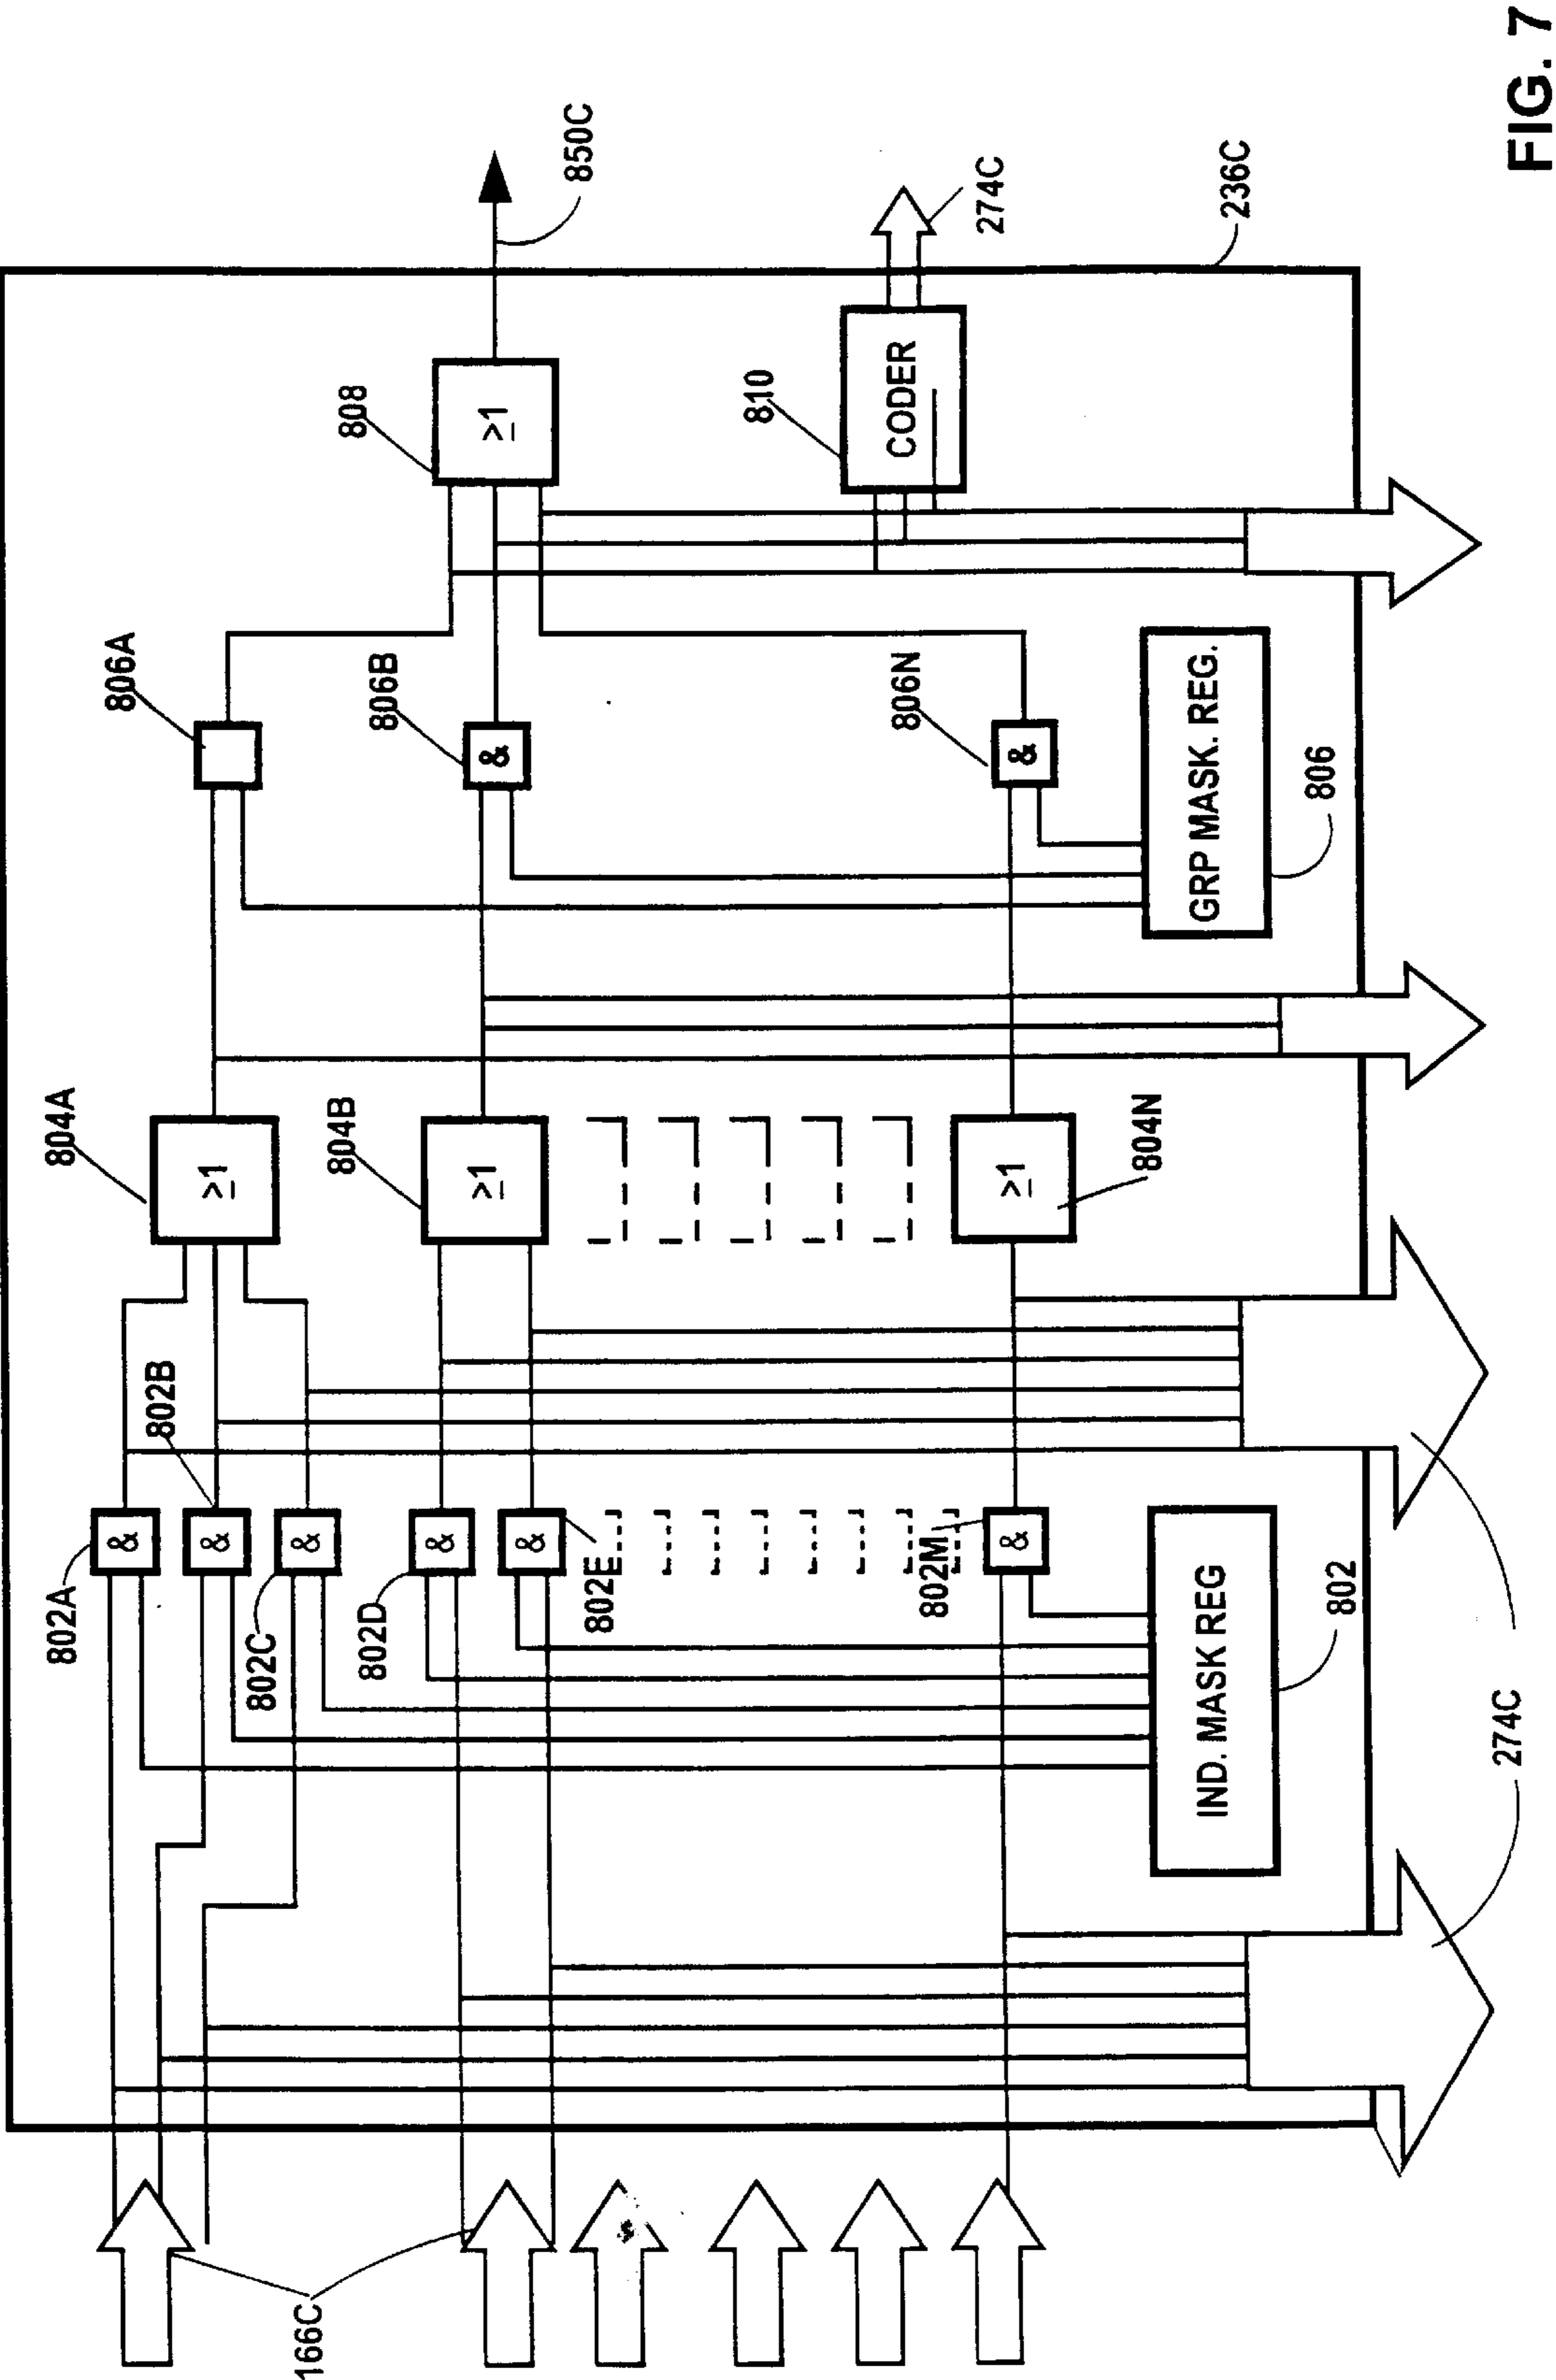 166C
802A
&
802B
&
802C
&
802D
&
802E
&
802M
&
IND. MASK REG
802
274C
804A
≥1
804B
≥1
804N
≥1
806A
806B
&
806N
&
GRP MASK. REG.
806
808
≥1
810
CODER
850C
274C
236C
FIG. 7